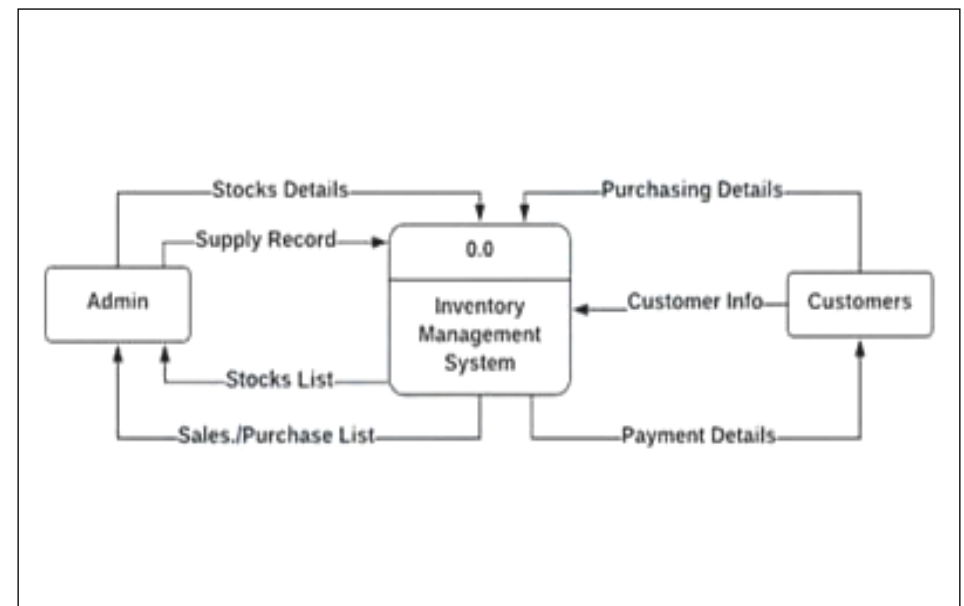 Stocks Details
Purchasing Details
Supply Record
0.0
Admin
Inventory
Management
System
Customer Info
Customers
Stocks List
Sales./Purchase List
Payment Details